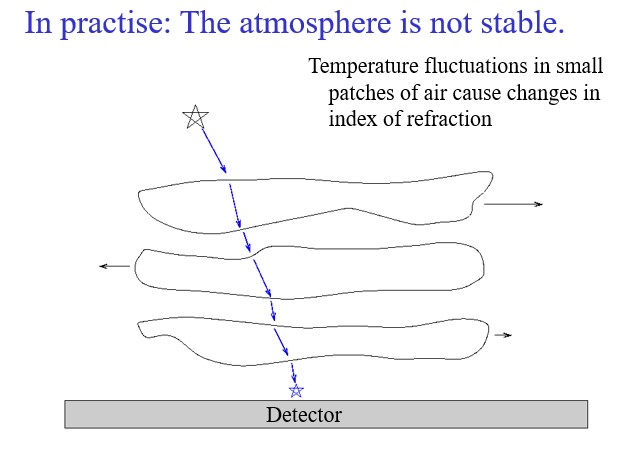 In practise: The atmosphere is not stable.
Temperature fluctuations in small
patches of air cause changes in
index of refraction
Detector